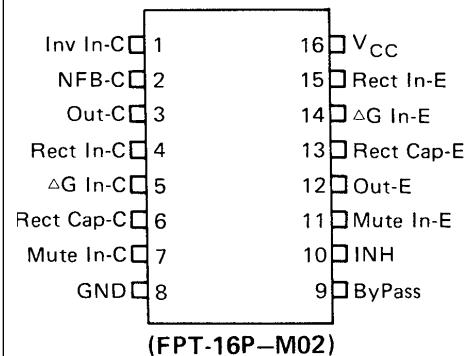 Inv In-C 1 16 VCC
NFB-C 2 15 Rect In-E
Out-C 3 14 △G In-E
Rect In-C 4 13 Rect Cap-E
△G In-C 5 12 Out-E
Rect Cap-C 6 11 Mute In-E
Mute In-C 7 10 INH
GND 8 9 ByPass
(FPT-16P—M02)